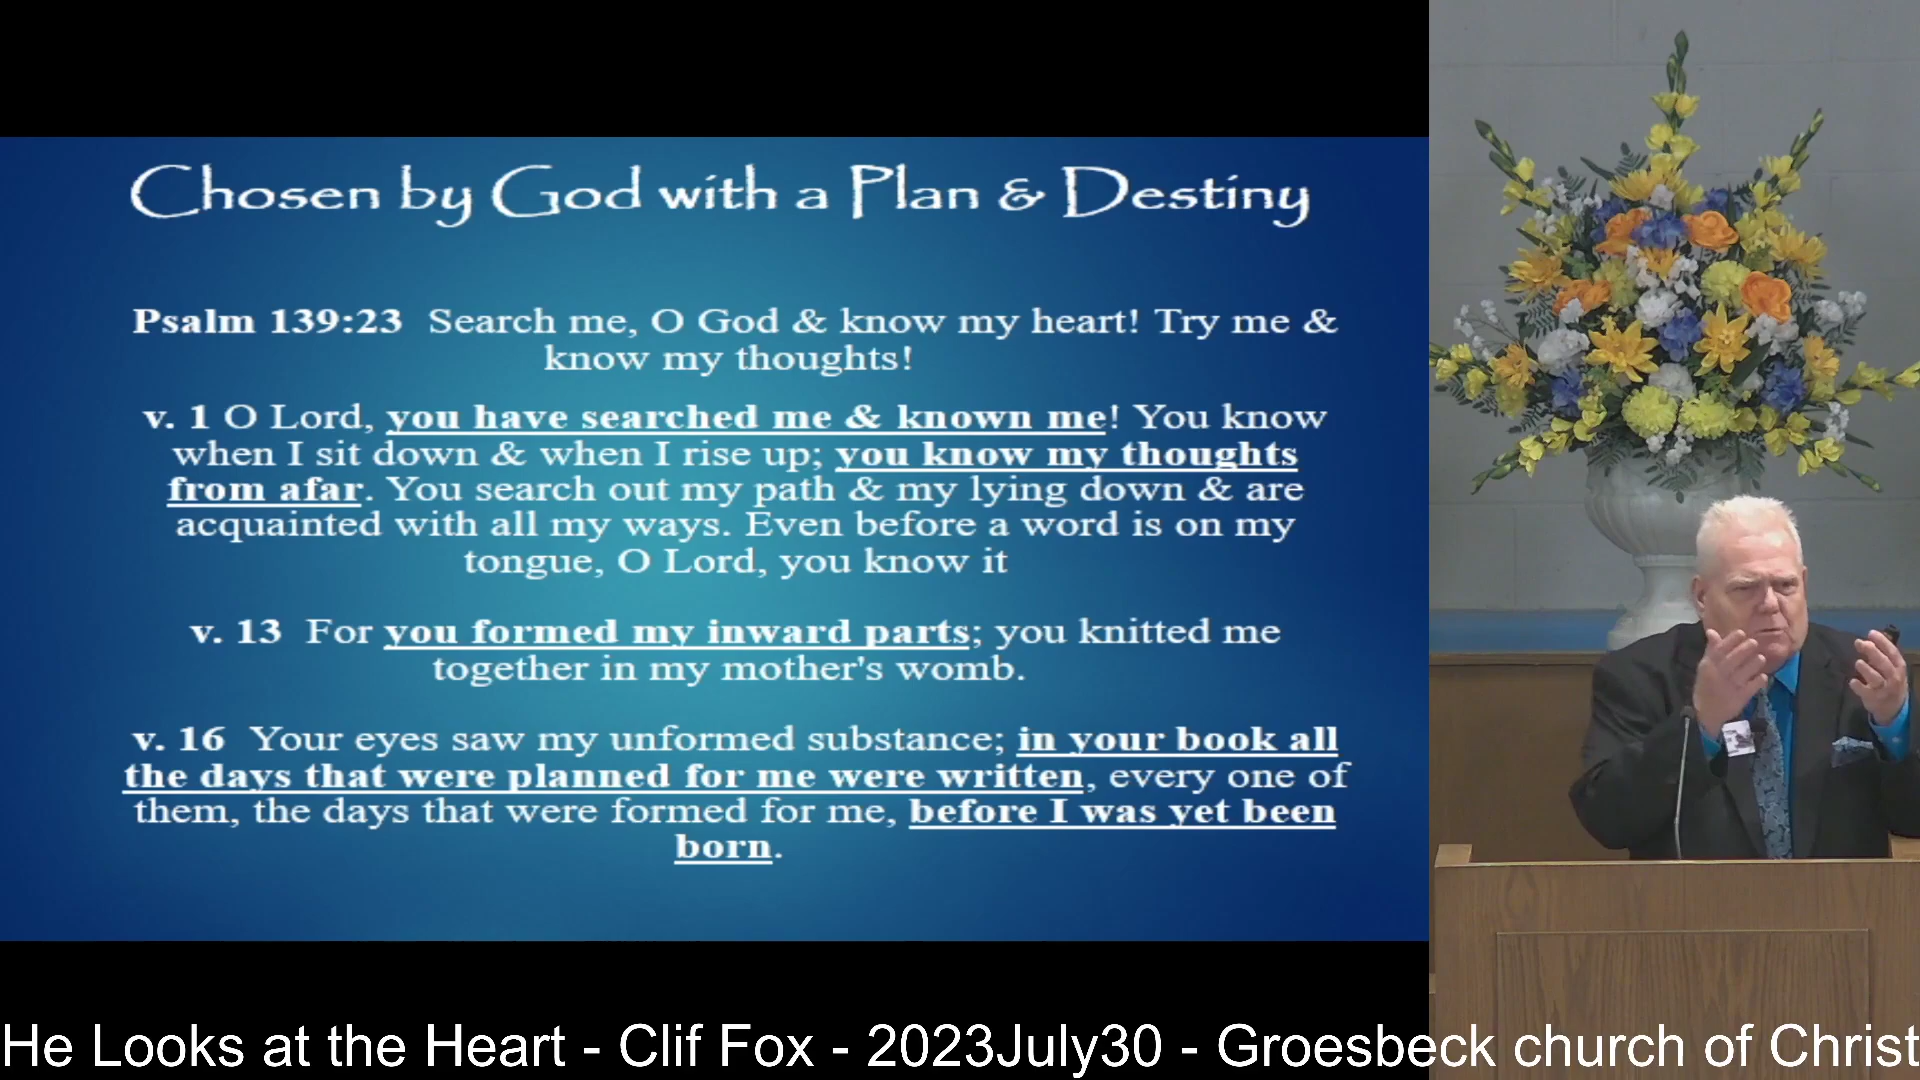 Chosen by God with a Plan & Destiny
Psalm 139:23 Search me, O God & know my heart! Try me &
know my thoughts!
v. 1 O Lord, you have searched me & known me! You know
when I sit down & when I rise up; you know my thoughts
from afar. You search out my path & my lying down & are
acquainted with all my ways. Even before a word is on my
tongue, O Lord, you know it
v. 13 For you formed my inward parts; you knitted me
together in my mother's womb.
v. 16 Your eyes saw my unformed substance; in your book all
the days that were planned for me were written, every one of
them, the days that were formed for me, before I was yet been
born.
He Looks at the Heart - Clif Fox - 2023July30 - Groesbeck church of Christ